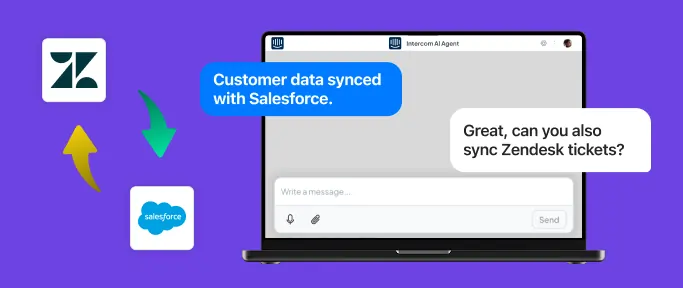 Intercom AI Agent
Customer data synced
with Salesforce.
Great, can you also
sync Zendesk tickets?
Write a message...
Send
salesforce